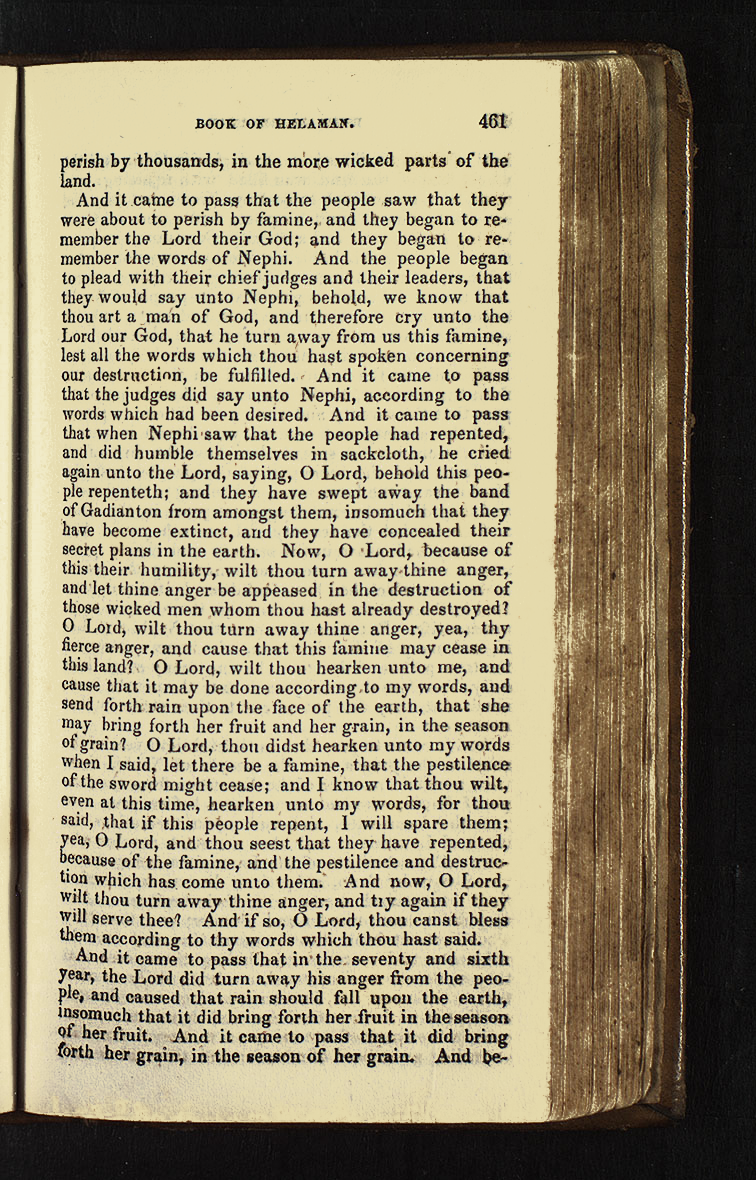 BOOK OF HELAMAN. 461
perish by thousands, in the more wicked parts of the
land.
And it came to pass that the people saw that they
were about to perish by famine, and they began to re-
member the Lord their God; and they began to re-
member the words of Nephi. And the people began
to plead with their chief judges and their leaders, that
they would say unto Nephi, behold, we know that
thou art a man of God, and therefore cry unto the
Lord our God, that he turn away from us this famine,
lest all the words which thou hast spoken concerning
our destruction, be fulfilled. And it came to pass
that the judges did say unto Nephi, according to the
words which had been desired. And it came to pass
that when Nephi saw that the people had repented,
and did humble themselves in sackcloth, he cried
again unto the Lord, saying, O Lord, behold this peo-
ple repenteth; and they have swept away the band
of Gadianton from amongst them, insomuch that they
have become extinct, and they have concealed their
secret plans in the earth. Now, O Lord, because of
this their humility, wilt thou turn away thine anger,
and let thine anger be appeased in the destruction of
those wicked men whom thou hast already destroyed?
O Lord, wilt thou turn away thine anger, yea, thy
fierce anger, and cause that this famine may cease in
this land? O Lord, wilt thou hearken unto me, and
cause that it may be done according to my words, and
send forth rain upon the face of the earth, that she
may bring forth her fruit and her grain, in the season
of grain? O Lord, thou didst hearken unto my words
when I said, let there be a famine, that the pestilence
of the sword might cease; and I know that thou wilt,
even at this time, hearken unto my words, for thou
said, that if this people repent, I will spare them;
yea, O Lord, and thou seest that they have repented,
because of the famine, and the pestilence and destruc-
tion which has come unto them. And now, O Lord,
wilt thou turn away thine anger, and try again if they
will serve thee? And if so, O Lord, thou canst bless
them according to thy words which thou hast said.
And it came to pass that in the seventy and sixth
year, the Lord did turn away his anger from the peo-
ple, and caused that rain should fall upon the earth,
insomuch that it did bring forth her fruit in the season
of her fruit. And it came to pass that it did bring
forth her grain, in the season of her grain. And be-